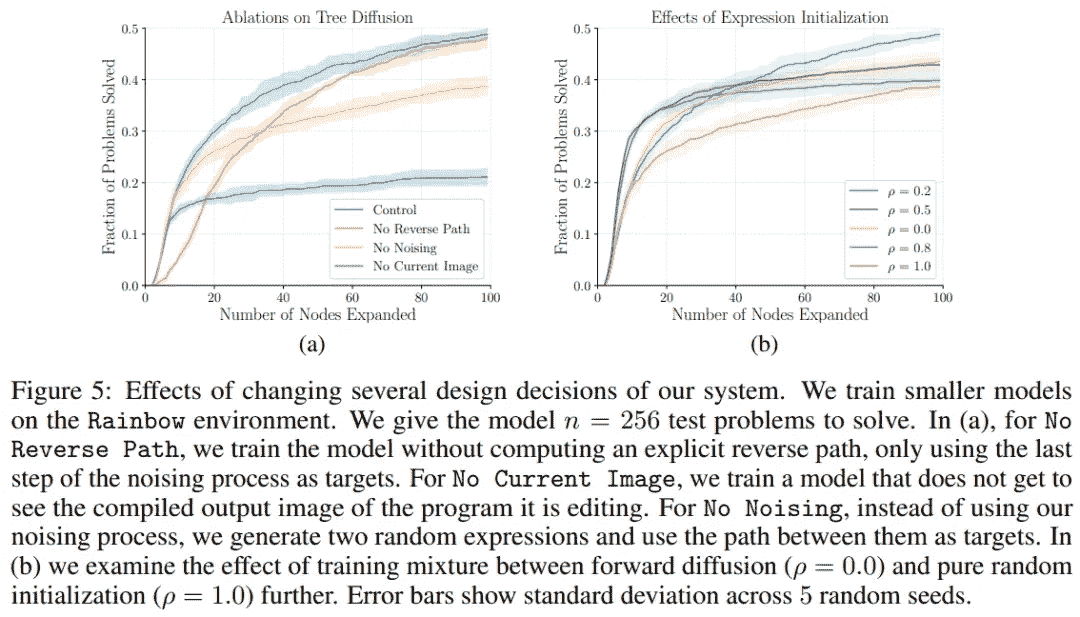 Ablations on Tree Diffusion
Effects of Expression Initialization
Fraction of Problems Solved
0.5
0.4
0.3
0.2
0.1
0.0
0 20 40 60 80 100
Number of Nodes Expanded
Control
No Reverse Path
No Noising
No Current Image
(a)
Fraction of Problems Solved
0.5
0.4
0.3
0.2
0.1
0.0
0 20 40 60 80 100
Number of Nodes Expanded
ρ = 0.2
ρ = 0.5
ρ = 0.0
ρ = 0.8
ρ = 1.0
(b)
Figure 5: Effects of changing several design decisions of our system. We train smaller models
on the Rainbow environment. We give the model n = 256 test problems to solve. In (a), for No
Reverse Path, we train the model without computing an explicit reverse path, only using the last
step of the noising process as targets. For No Current Image, we train a model that does not get to
see the compiled output image of the program it is editing. For No Noising, instead of using our
noising process, we generate two random expressions and use the path between them as targets. In
(b) we examine the effect of training mixture between forward diffusion (ρ = 0.0) and pure random
initialization (ρ = 1.0) further. Error bars show standard deviation across 5 random seeds.